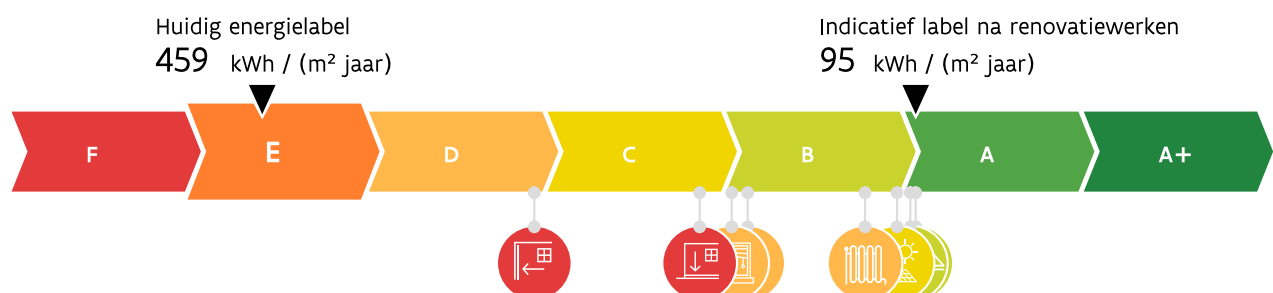 Huidig energielabel
459 kWh / (m² jaar)
Indicatief label na renovatiewerken
95 kWh / (m² jaar)
F
E
D
C
B
A
A+